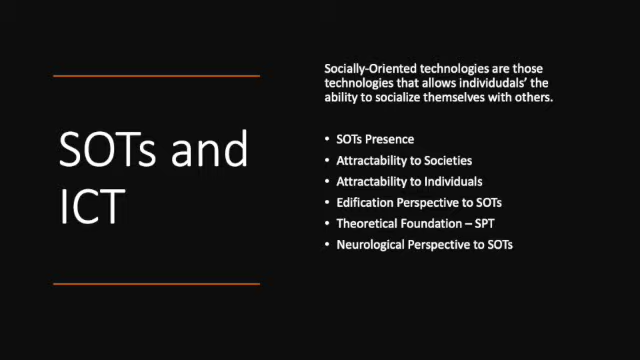 SOTs and
ICT
Socially-Oriented technologies are those
technologies that allows individudals' the
ability to socialize themselves with others.
• SOTs Presence
• Attractability to Societies
• Attractability to Individuals
• Edification Perspective to SOTs
• Theoretical Foundation – SPT
• Neurological Perspective to SOTs